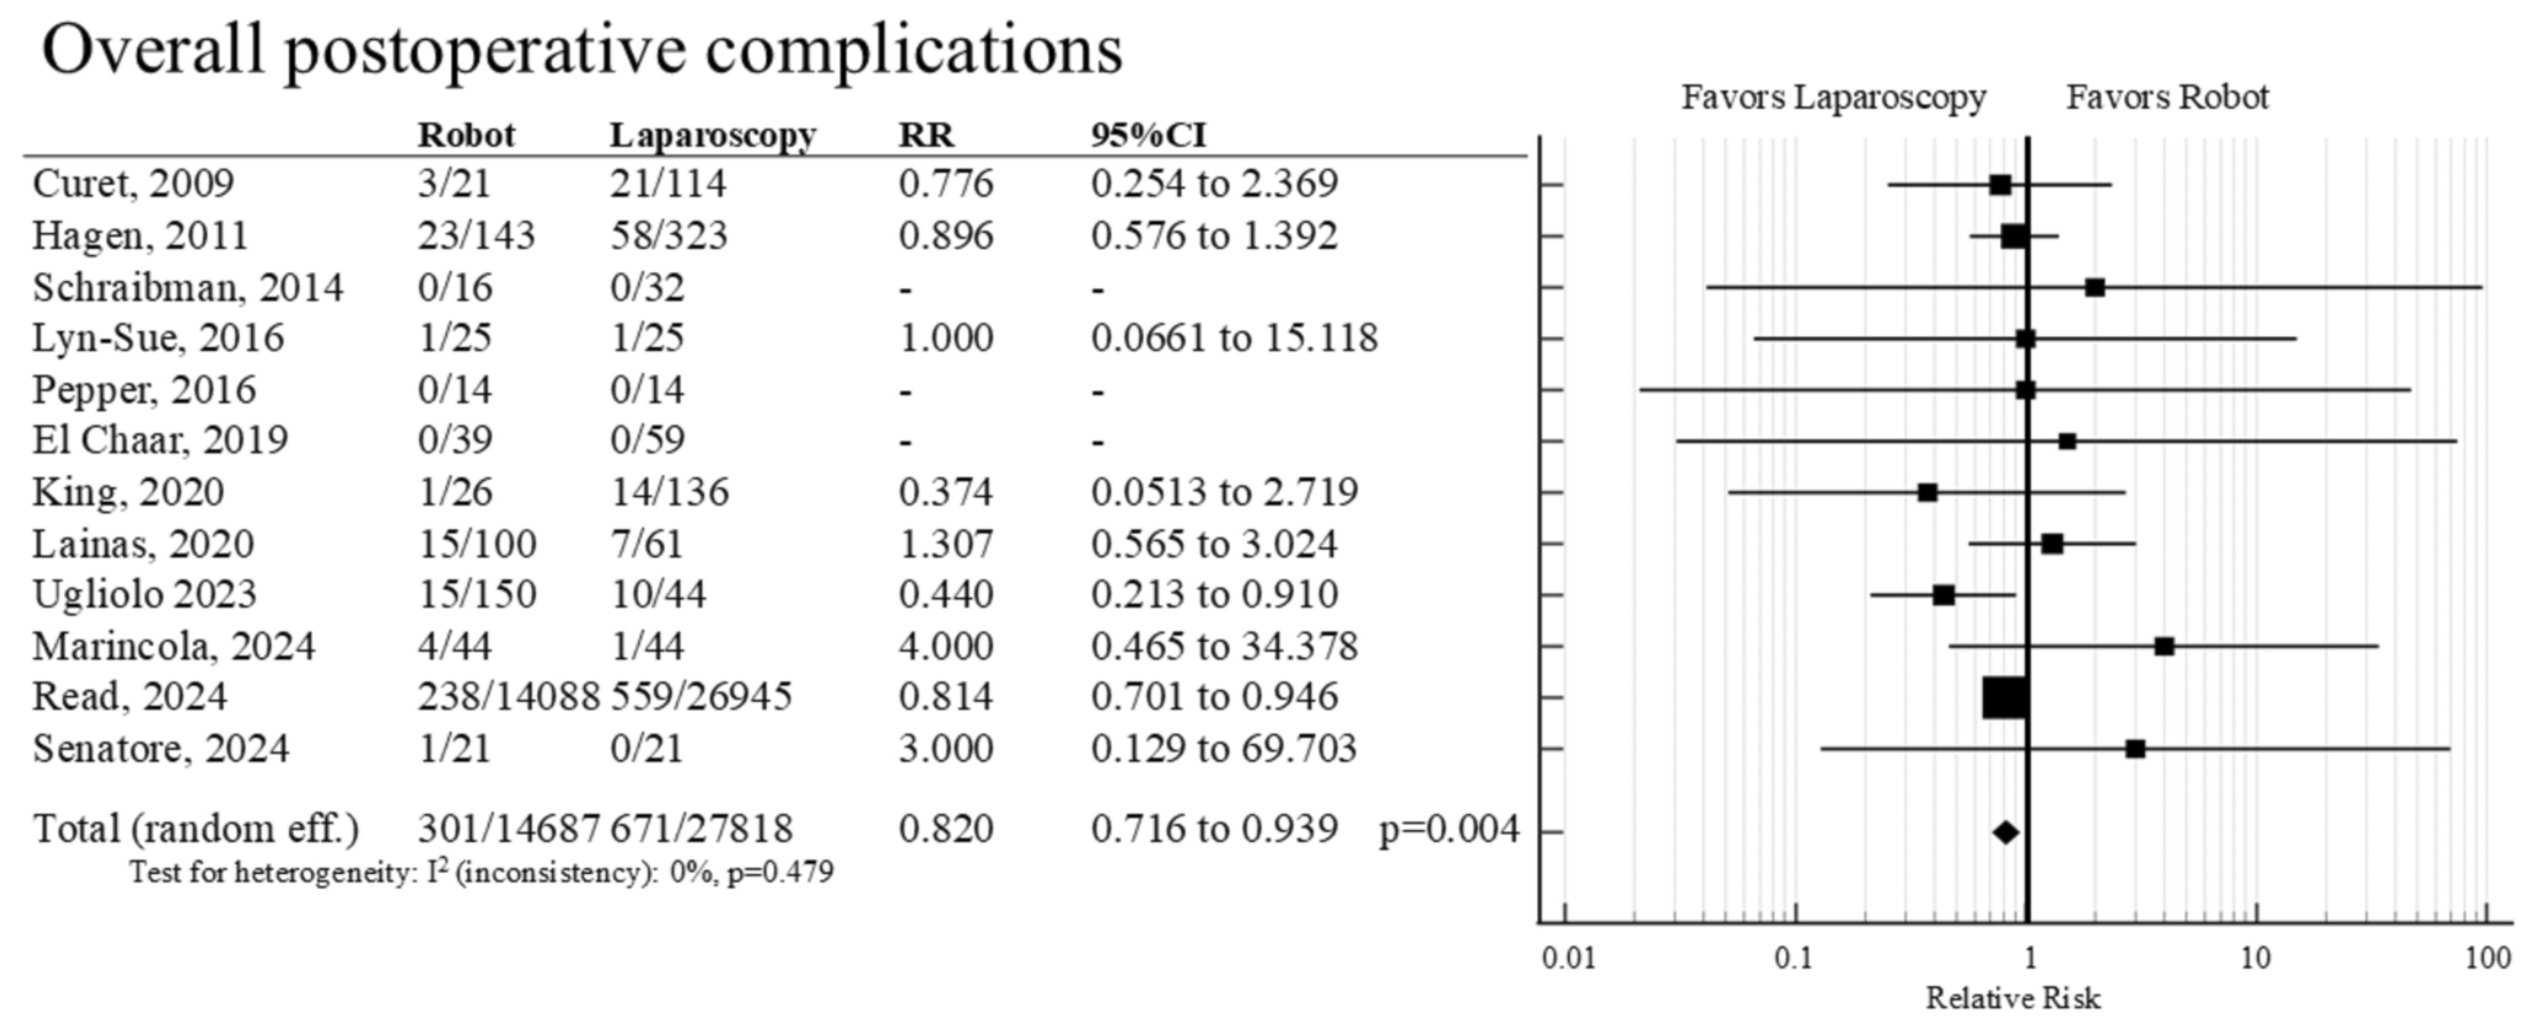 Overall postoperative complications
Favors Laparoscopy Favors Robot
Robot Laparoscopy RR 95%CI
Curet, 2009 3/21 21/114 0.776 0.254 to 2.369
Hagen, 2011 23/143 58/323 0.896 0.576 to 1.392
Schraibman, 2014 0/16 0/32 - -
Lyn-Sue, 2016 1/25 1/25 1.000 0.0661 to 15.118
Pepper, 2016 0/14 0/14 - -
El Chaar, 2019 0/39 0/59 - -
King, 2020 1/26 14/136 0.374 0.0513 to 2.719
Lainas, 2020 15/100 7/61 1.307 0.565 to 3.024
Ugliolo 2023 15/150 10/44 0.440 0.213 to 0.910
Marincola, 2024 4/44 1/44 4.000 0.465 to 34.378
Read, 2024 238/14088 559/26945 0.814 0.701 to 0.946
Senatore, 2024 1/21 0/21 3.000 0.129 to 69.703
Total (random eff.) 301/14687 671/27818 0.820 0.716 to 0.939 p=0.004
Test for heterogeneity: I² (inconsistency): 0%, p=0.479
0.01 0.1 1 10 100
Relative Risk